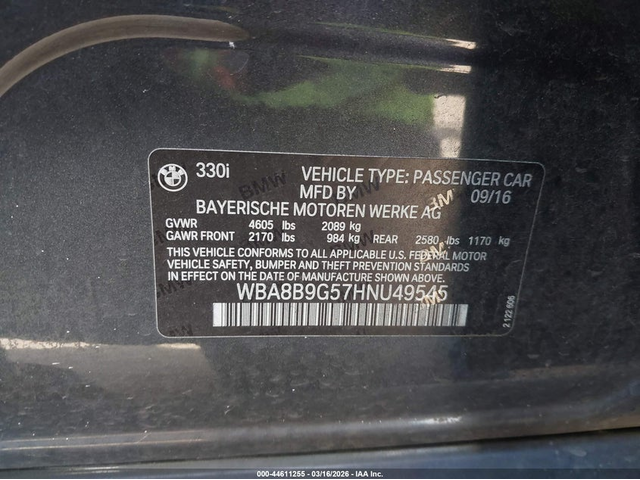 330i VEHICLE TYPE: PASSENGER CAR
MFD BY 09/16
BAYERISCHE MOTOREN WERKE AG
GVWR 4605 lbs 2089 kg
GAWR FRONT 2170 lbs 984 kg REAR 2580 lbs 1170 kg
THIS VEHICLE CONFORMS TO ALL APPLICABLE U.S. FEDERAL MOTOR
VEHICLE SAFETY, BUMPER AND THEFT PREVENTION STANDARDS
IN EFFECT ON THE DATE OF MANUFACTURE SHOWN ABOVE.
WBA8B9G57HNU49545
2 122 606
000-44611255 - 03/16/2026 - IAA Inc.